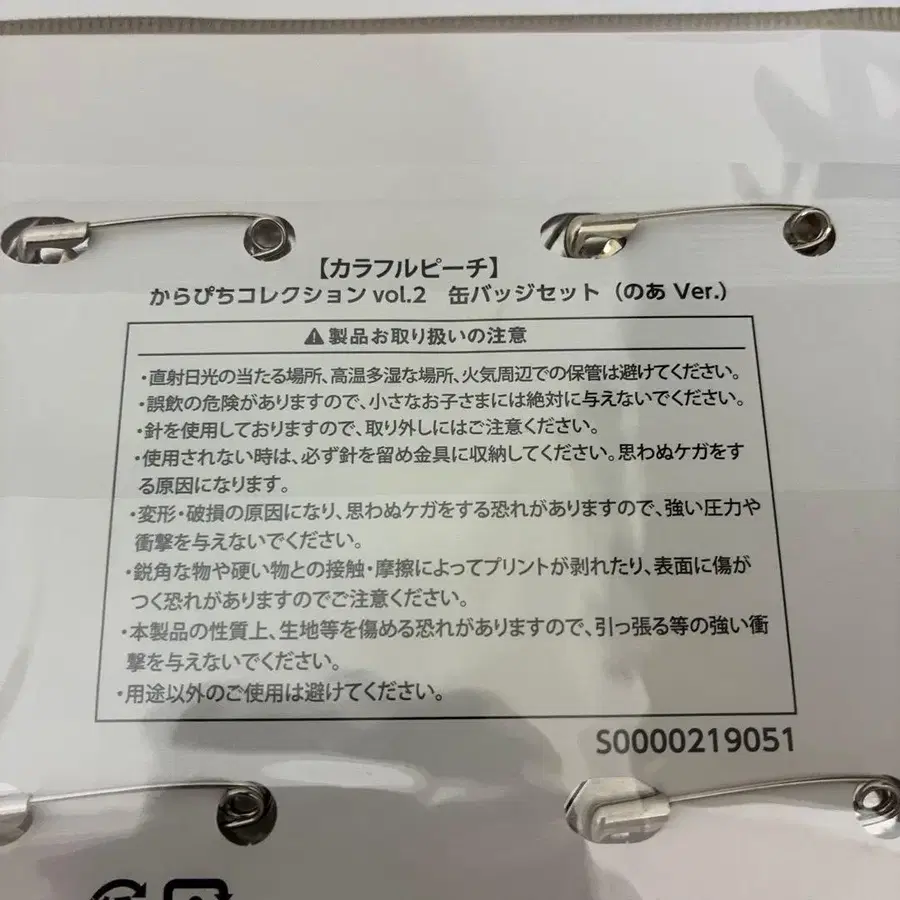 【カラフルピーチ】
からぴちコレクション vol.2 缶バッジセット（のあ Ver.）
⚠製品お取り扱いの注意
・直射日光の当たる場所、高温多湿な場所、火気周辺での保管は避けてください。
・誤飲の危険がありますので、小さなお子さまには絶対に与えないでください。
・針を使用しておりますので、取り外しにはご注意ください。
・使用されない時は、必ず針を留め金具に収納してください。思わぬケガをす
る原因になります。
・変形・破損の原因になり、思わぬケガをする恐れがありますので、強い圧力や
衝撃を与えないでください。
・鋭角な物や硬い物との接触・摩擦によってプリントが剥れたり、表面に傷が
つく恐れがありますのでご注意ください。
・本製品の性質上、生地等を傷める恐れがありますので、引っ張る等の強い衝
撃を与えないでください。
・用途以外のご使用は避けてください。
S0000219051